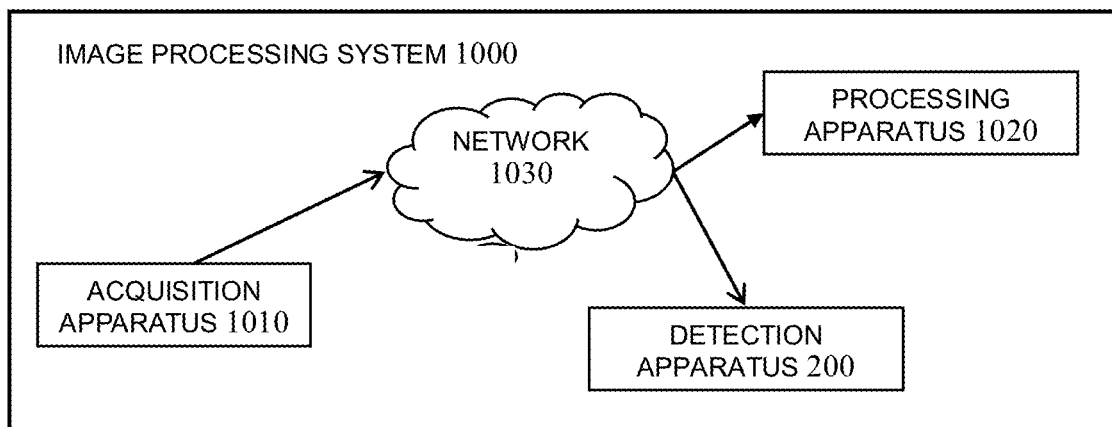 IMAGE PROCESSING SYSTEM 1000
PROCESSING
APPARATUS 1020
NETWORK
1030
ACQUISITION
APPARATUS 1010
DETECTION
APPARATUS 200